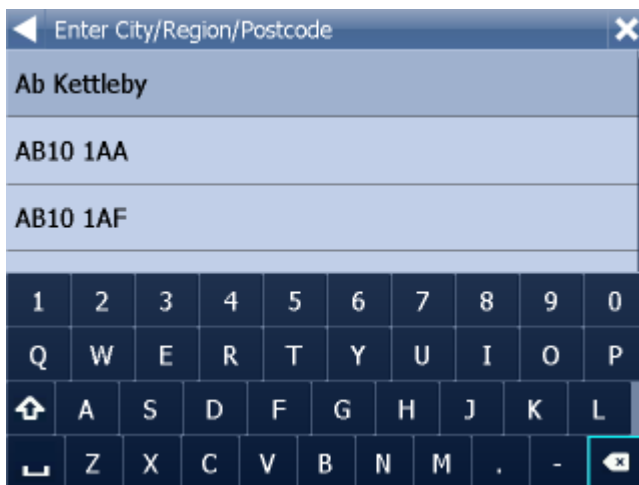 Enter City/Region/Postcode
Ab Kettleby
AB10 1AA
AB10 1AF
1 2 3 4 5 6 7 8 9 0
Q W E R T Y U I O P
A S D F G H J K L
Z X C V B N M . -